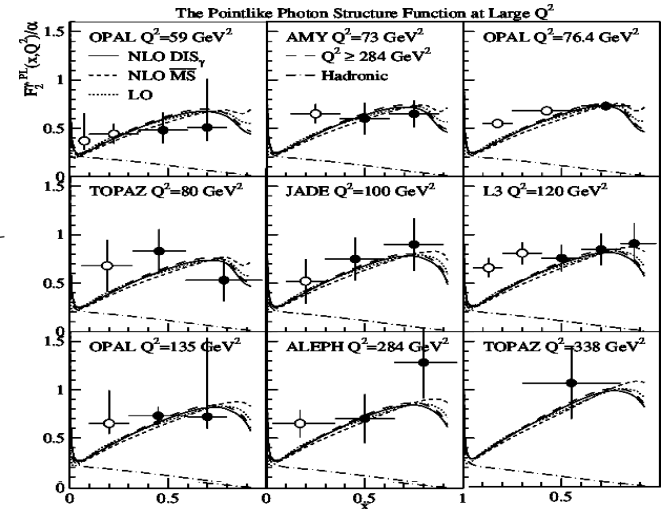 The Pointlike Photon Structure Function at Large Q²
F₂^γ,PL(x,Q²)/α
OPAL Q²=59 GeV²
NLO DISγ
NLO M̅S̅
LO
AMY Q²=73 GeV²
Q² ≥ 284 GeV²
Hadronic
OPAL Q²=76.4 GeV²
1.5
1
0.5
0
TOPAZ Q²=80 GeV²
JADE Q²=100 GeV²
L3 Q²=120 GeV²
1.5
1
0.5
0
OPAL Q²=135 GeV²
ALEPH Q²=284 GeV²
TOPAZ Q²=338 GeV²
1.5
1
0.5
0
0 0.5 0 0.5 1 0.5
x